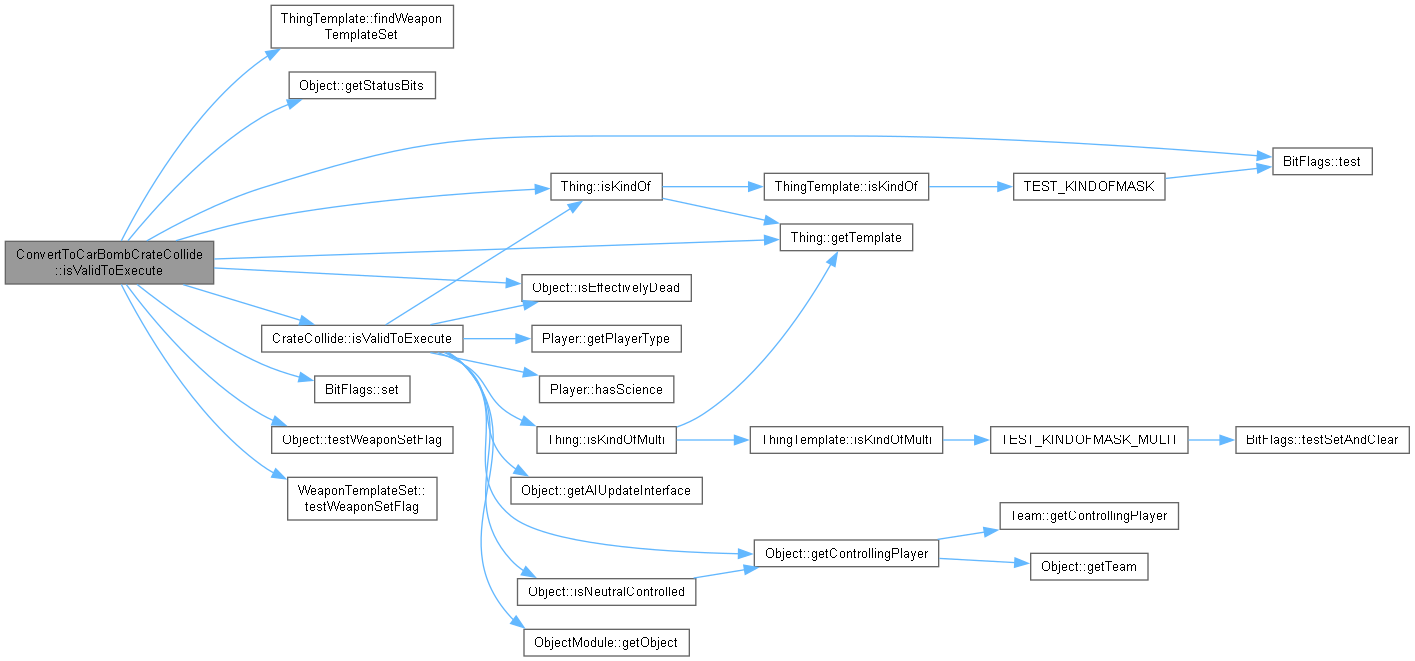 ThingTemplate::findWeapon
TemplateSet
Object::getStatusBits
BitFlags::test
Thing::isKindOf
ThingTemplate::isKindOf
TEST_KINDOFMASK
Thing::getTemplate
ConvertToCarBombCrateCollide
::isValidToExecute
Object::isEffectivelyDead
CrateCollide::isValidToExecute
Player::getPlayerType
BitFlags::set
Player::hasScience
Object::testWeaponSetFlag
Thing::isKindOfMulti
ThingTemplate::isKindOfMulti
TEST_KINDOFMASK_MULTI
BitFlags::testSetAndClear
WeaponTemplateSet::
testWeaponSetFlag
Object::getAIUpdateInterface
Team::getControllingPlayer
Object::getControllingPlayer
Object::getTeam
Object::isNeutralControlled
ObjectModule::getObject